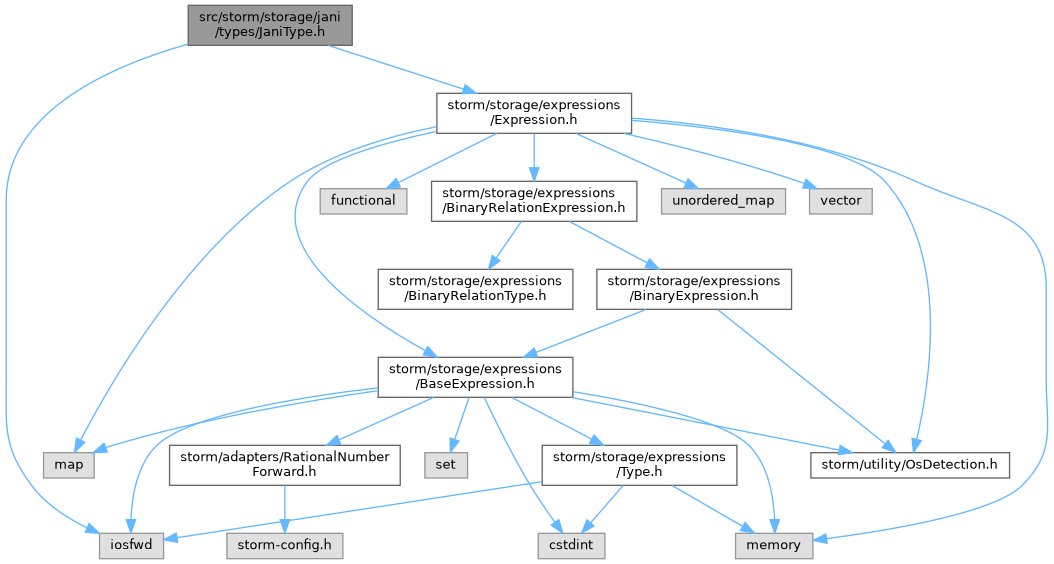 src/storm/storage/jani
/types/JaniType.h
storm/storage/expressions
/Expression.h
functional
storm/storage/expressions
/BinaryRelationExpression.h
unordered_map
vector
storm/storage/expressions
/BinaryRelationType.h
storm/storage/expressions
/BinaryExpression.h
storm/storage/expressions
/BaseExpression.h
map
storm/adapters/RationalNumber
Forward.h
set
storm/storage/expressions
/Type.h
storm/utility/OsDetection.h
iosfwd
storm-config.h
cstdint
memory